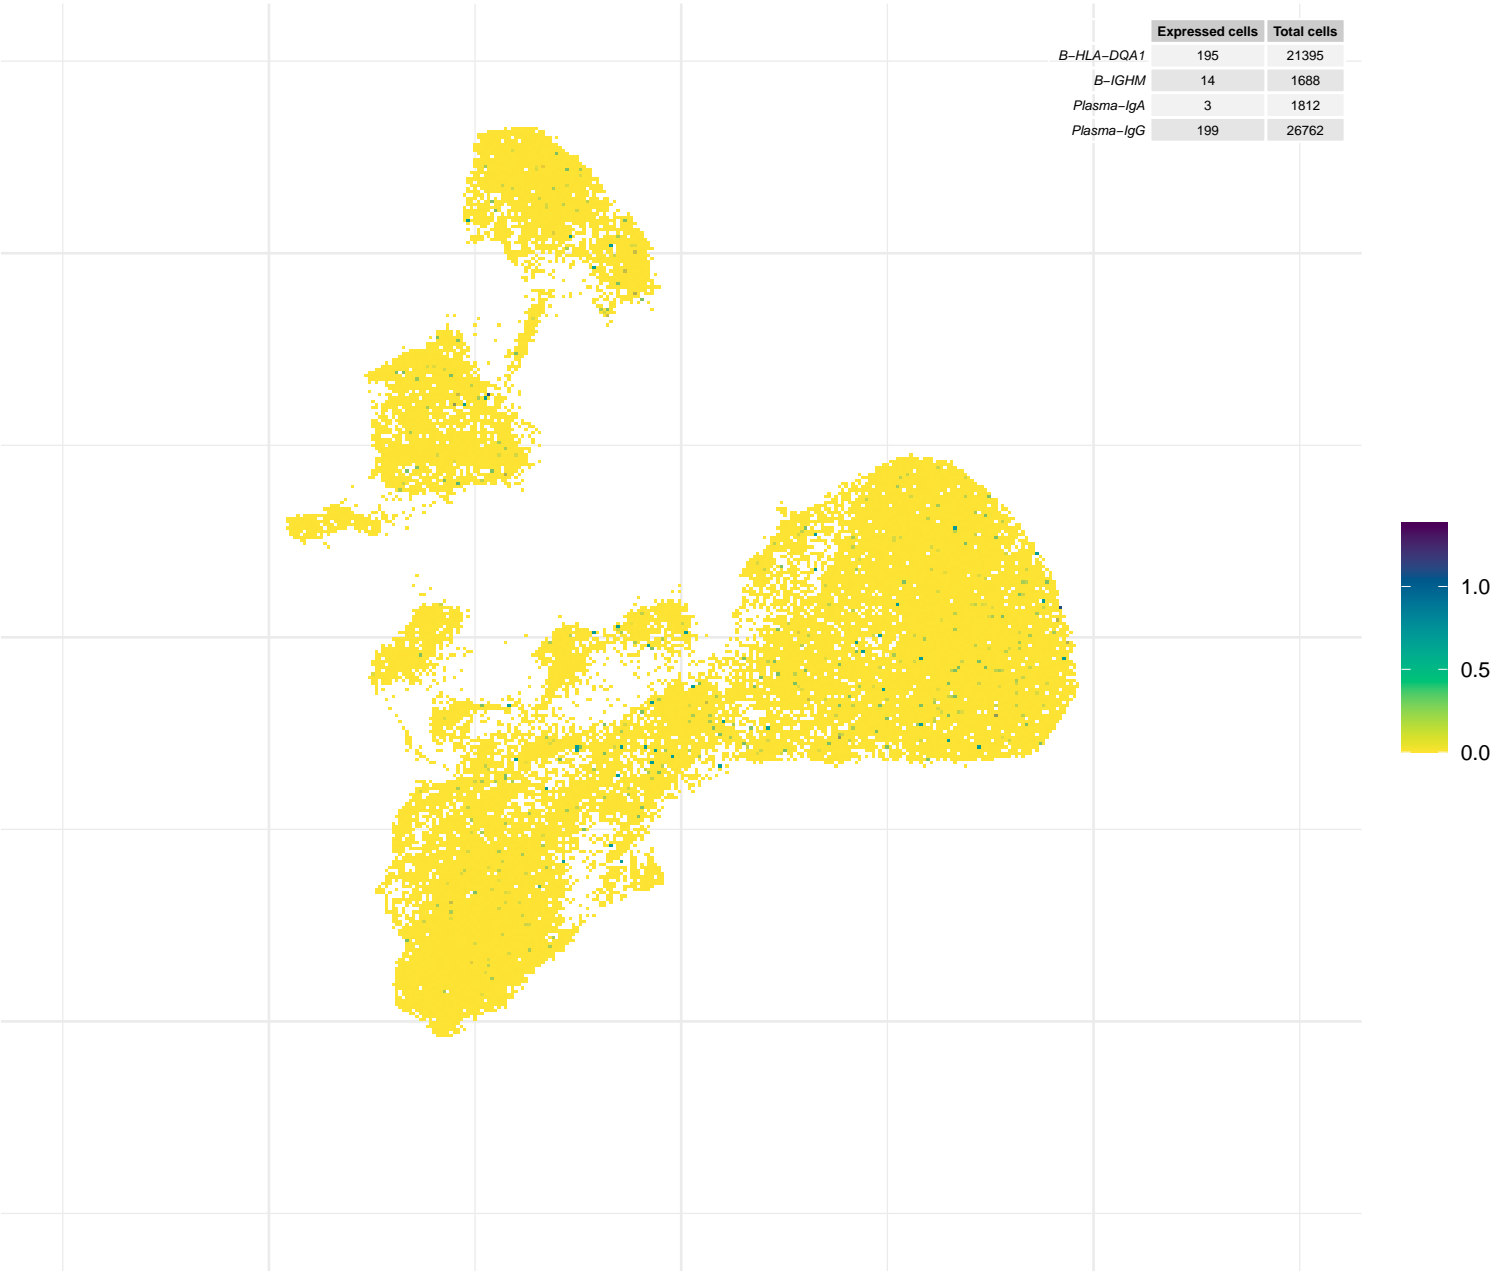 Expressed cells Total cells
B−HLA−DQA1 195 21395
B−IGHM 14 1688
Plasma−IgA 3 1812
Plasma−IgG 199 26762
1.0
0.5
0.0